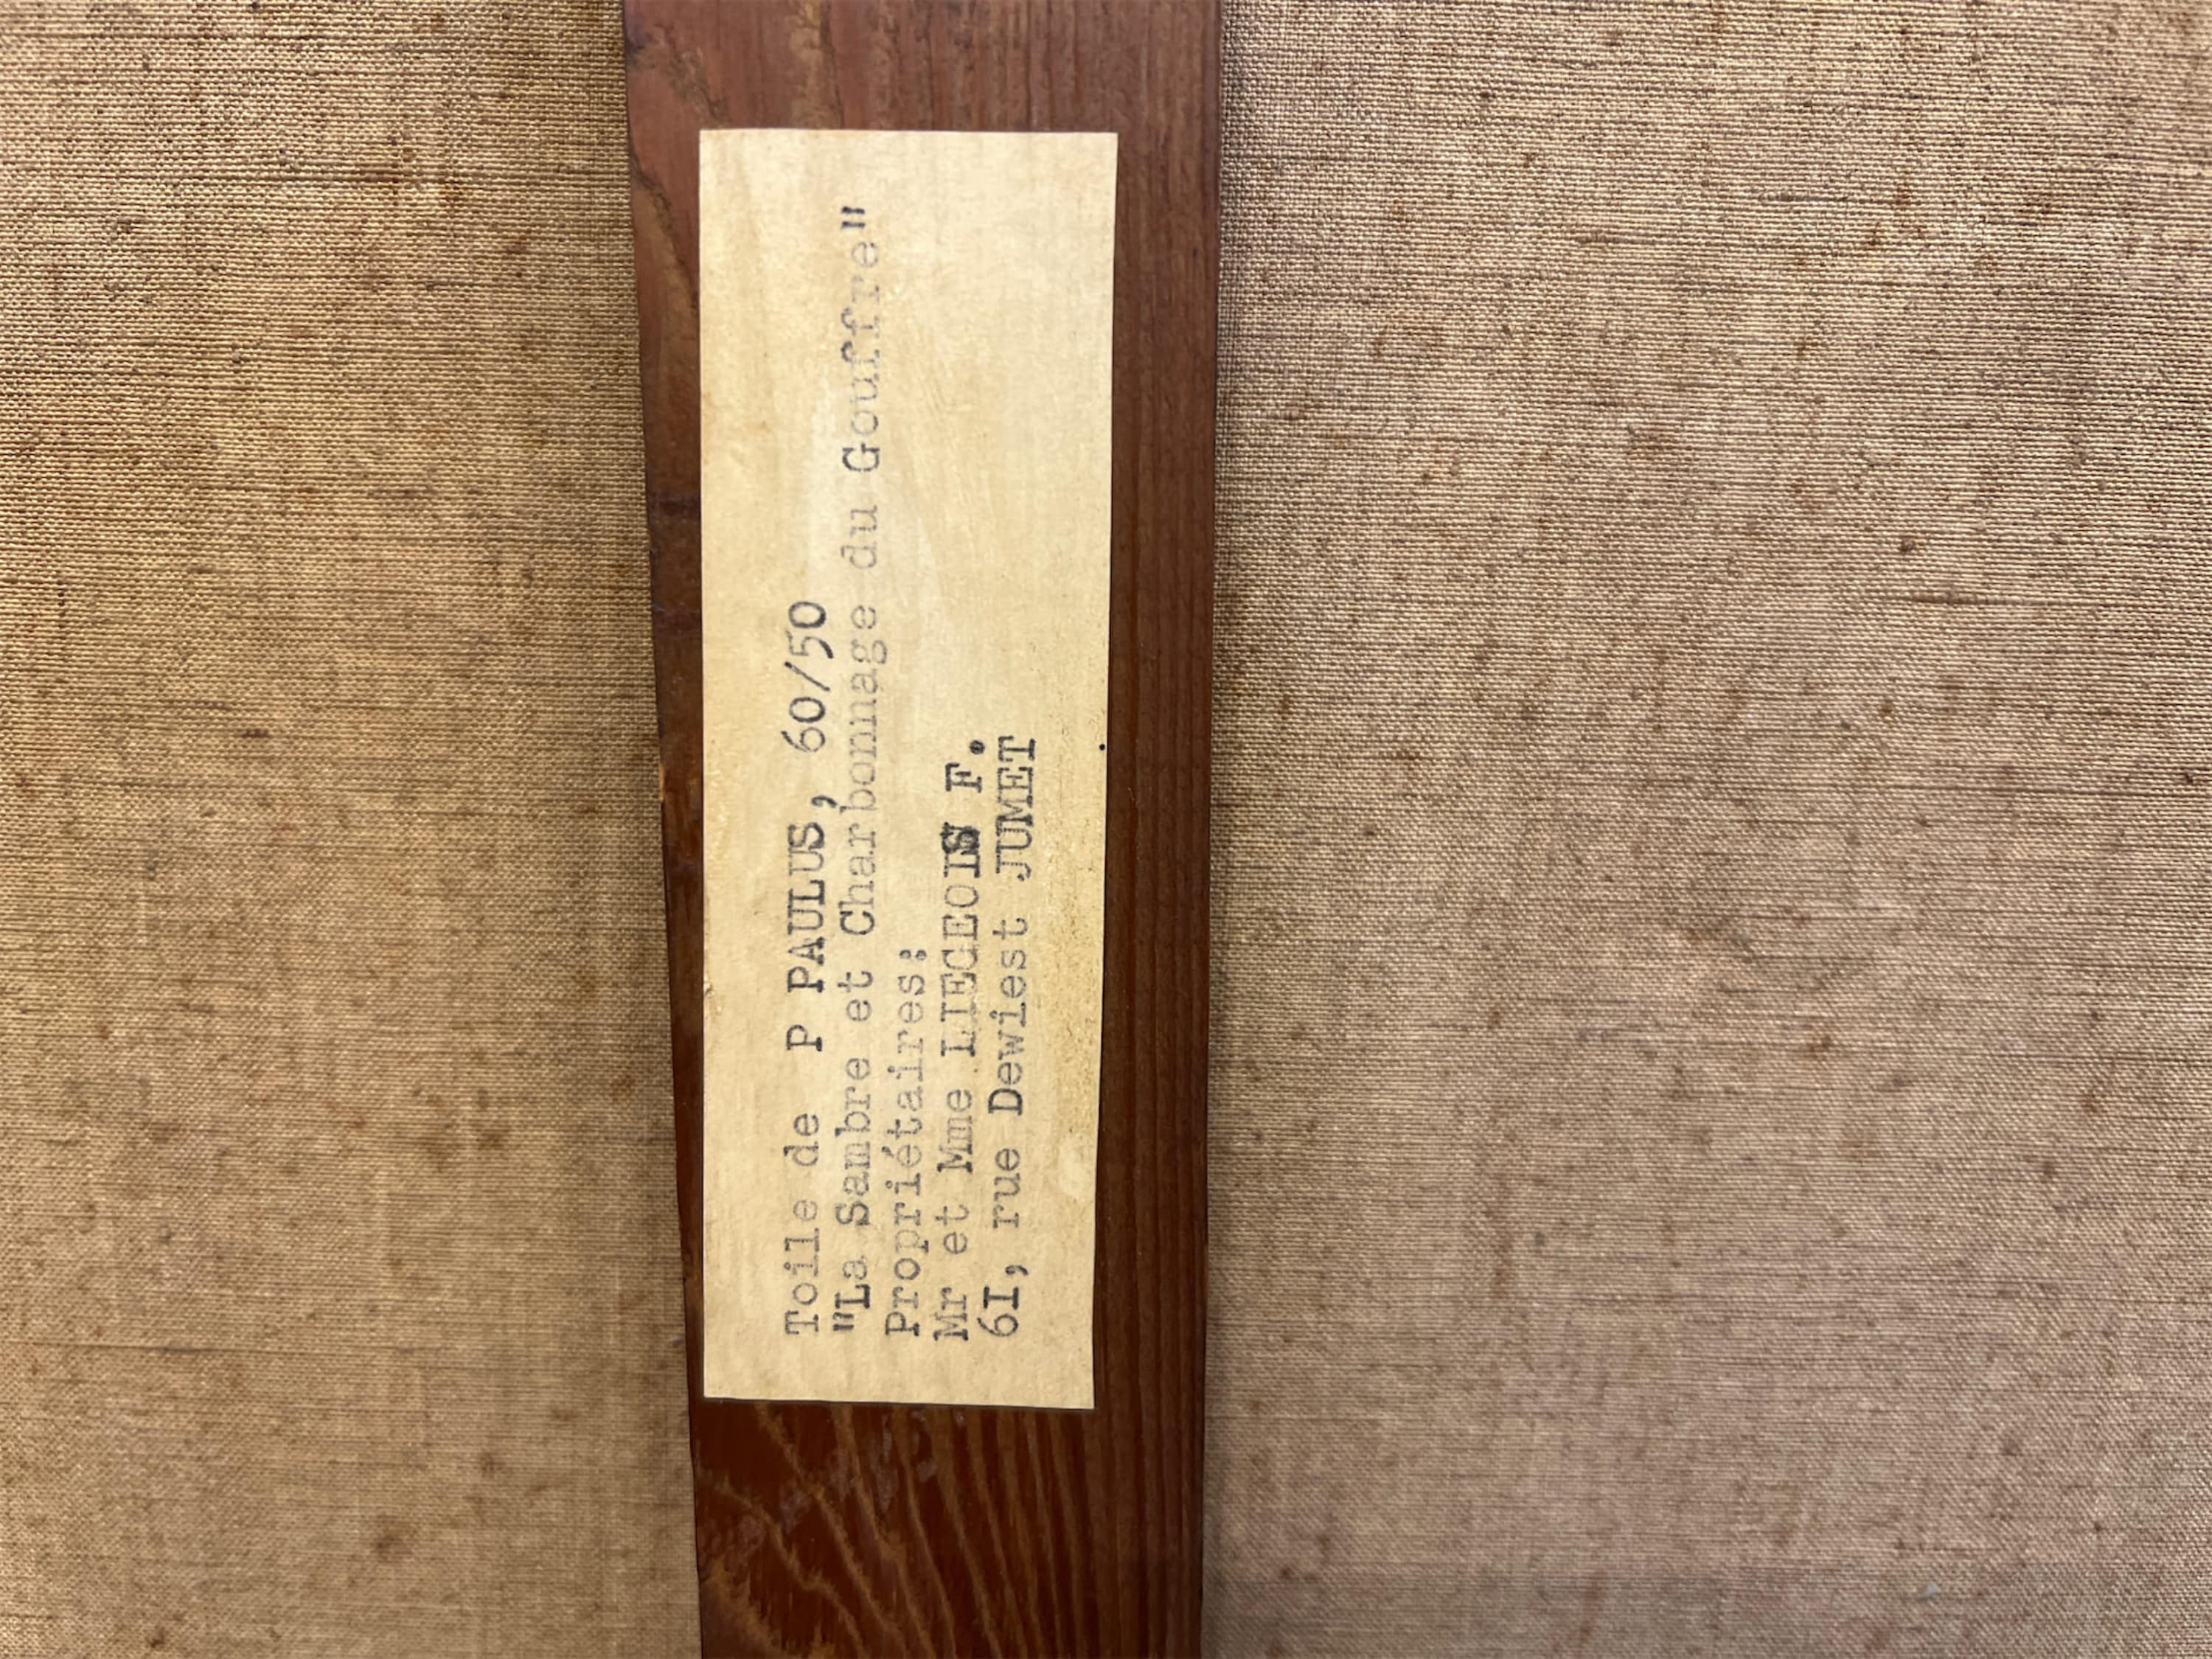 Toile de P PAULUS, 60/50
"La Sambre et Charbonnage du Gouffre"
Propriétaires:
Mr et Mme LIEGEOIS F.
6I, rue Dewiest JUMET